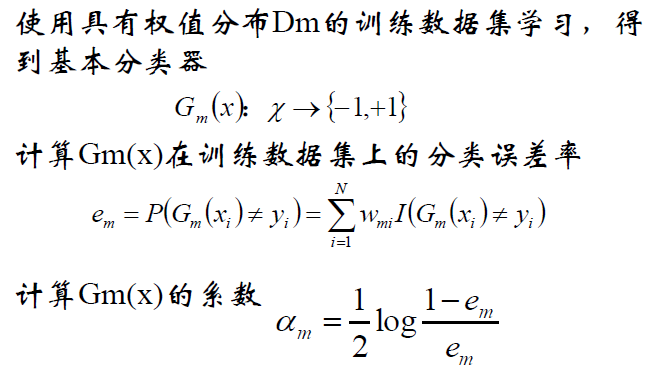 使用具有权值分布Dm的训练数据集学习，得
到基本分类器
G_m(x)：χ → {−1,+1}
计算Gm(x)在训练数据集上的分类误差率
e_m = P(G_m(x_i) ≠ y_i) = ∑_{i=1}^{N} w_{mi} I(G_m(x_i) ≠ y_i)
计算Gm(x)的系数 α_m = \frac{1}{2} log \frac{1−e_m}{e_m}